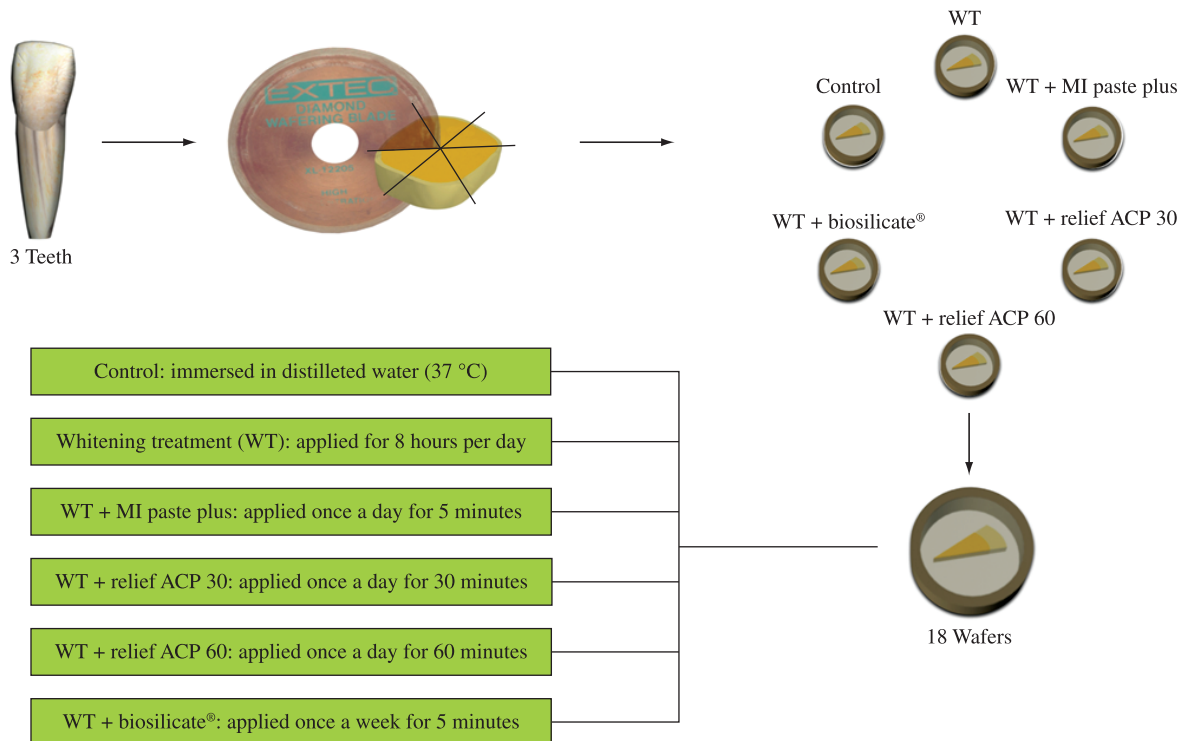 WT
Control
WT + MI paste plus
EXTEC
DIAMOND
WAFERING BLADE
HIGH
WT + biosilicate®
WT + relief ACP 30
3 Teeth
WT + relief ACP 60
Control: immersed in distilleted water (37 °C)
Whitening treatment (WT): applied for 8 hours per day
WT + MI paste plus: applied once a day for 5 minutes
WT + relief ACP 30: applied once a day for 30 minutes
18 Wafers
WT + relief ACP 60: applied once a day for 60 minutes
WT + biosilicate®: applied once a week for 5 minutes